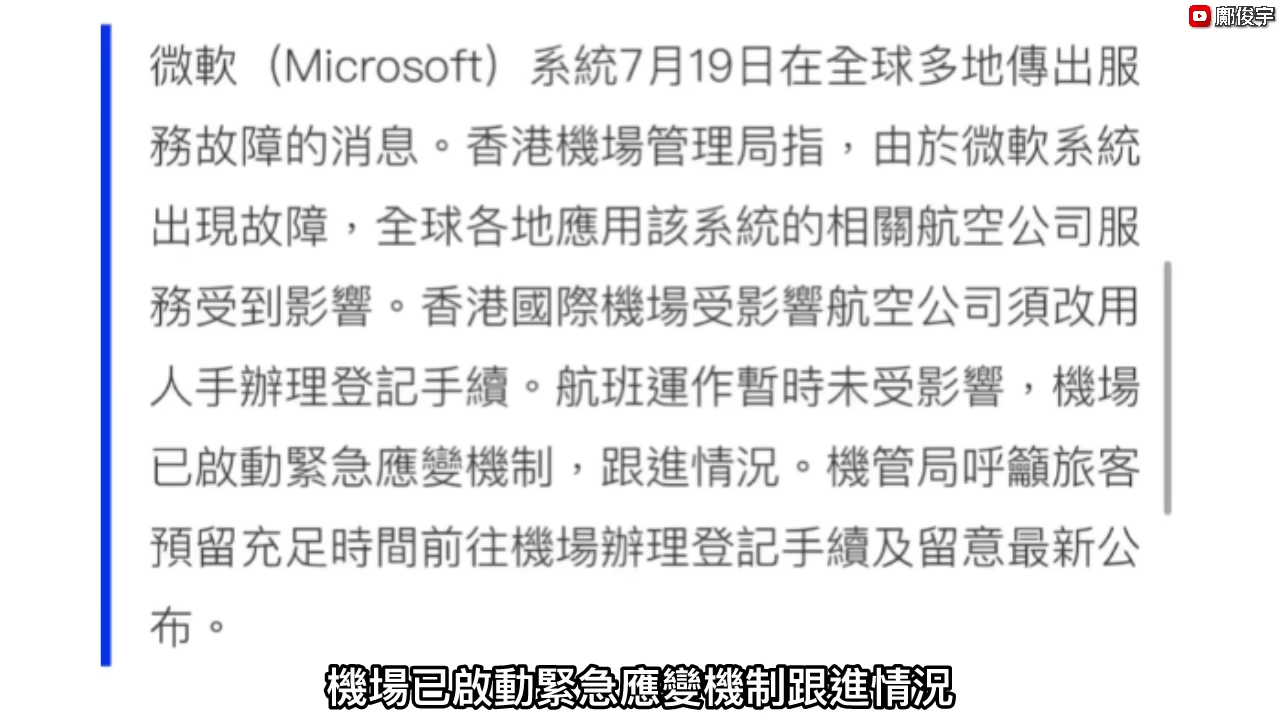 鄺俊宇
微軟（Microsoft）系統7月19日在全球多地傳出服
務故障的消息。香港機場管理局指，由於微軟系統
出現故障，全球各地應用該系統的相關航空公司服
務受到影響。香港國際機場受影響航空公司須改用
人手辦理登記手續。航班運作暫時未受影響，機場
已啟動緊急應變機制，跟進情況。機管局呼籲旅客
預留充足時間前往機場辦理登記手續及留意最新公
布。
機場已啟動緊急應變機制跟進情況